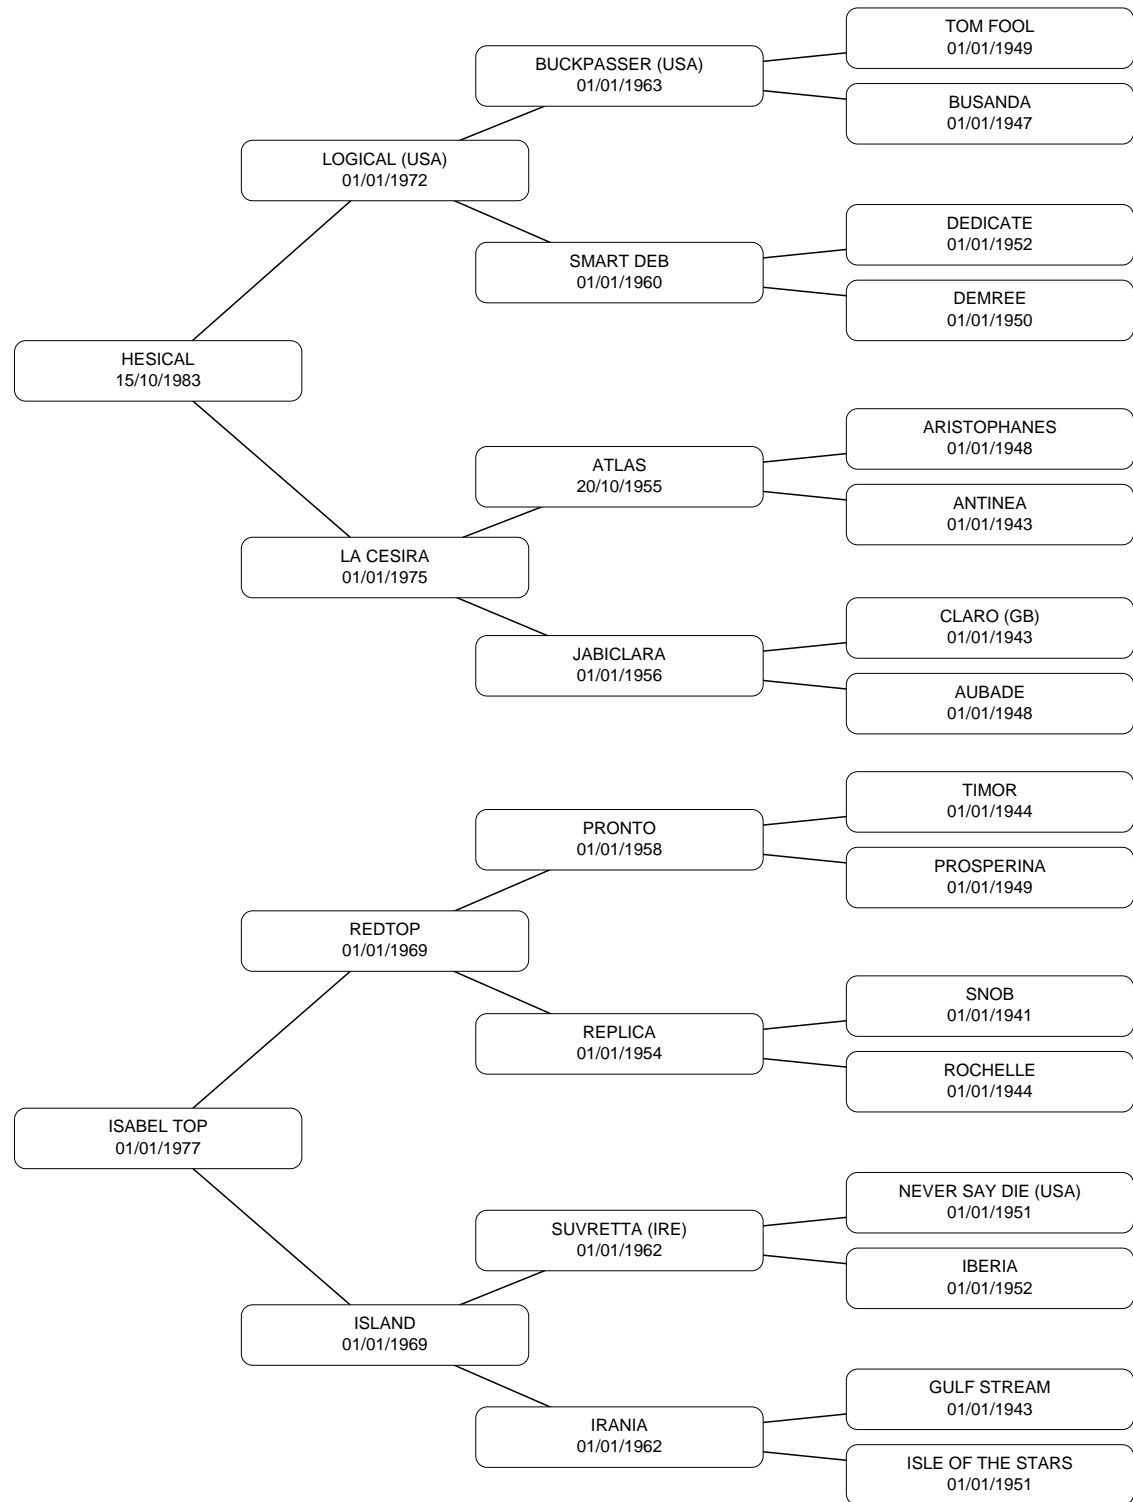 TOM FOOL
01/01/1949
BUCKPASSER (USA)
01/01/1963
BUSANDA
01/01/1947
LOGICAL (USA)
01/01/1972
DEDICATE
01/01/1952
SMART DEB
01/01/1960
DEMREE
01/01/1950
HESICAL
15/10/1983
ARISTOPHANES
01/01/1948
ATLAS
20/10/1955
ANTINEA
01/01/1943
LA CESIRA
01/01/1975
CLARO (GB)
01/01/1943
JABICLARA
01/01/1956
AUBADE
01/01/1948
TIMOR
01/01/1944
PRONTO
01/01/1958
PROSPERINA
01/01/1949
REDTOP
01/01/1969
SNOB
01/01/1941
REPLICA
01/01/1954
ROCHELLE
01/01/1944
ISABEL TOP
01/01/1977
NEVER SAY DIE (USA)
01/01/1951
SUVRETTA (IRE)
01/01/1962
IBERIA
01/01/1952
ISLAND
01/01/1969
GULF STREAM
01/01/1943
IRANIA
01/01/1962
ISLE OF THE STARS
01/01/1951